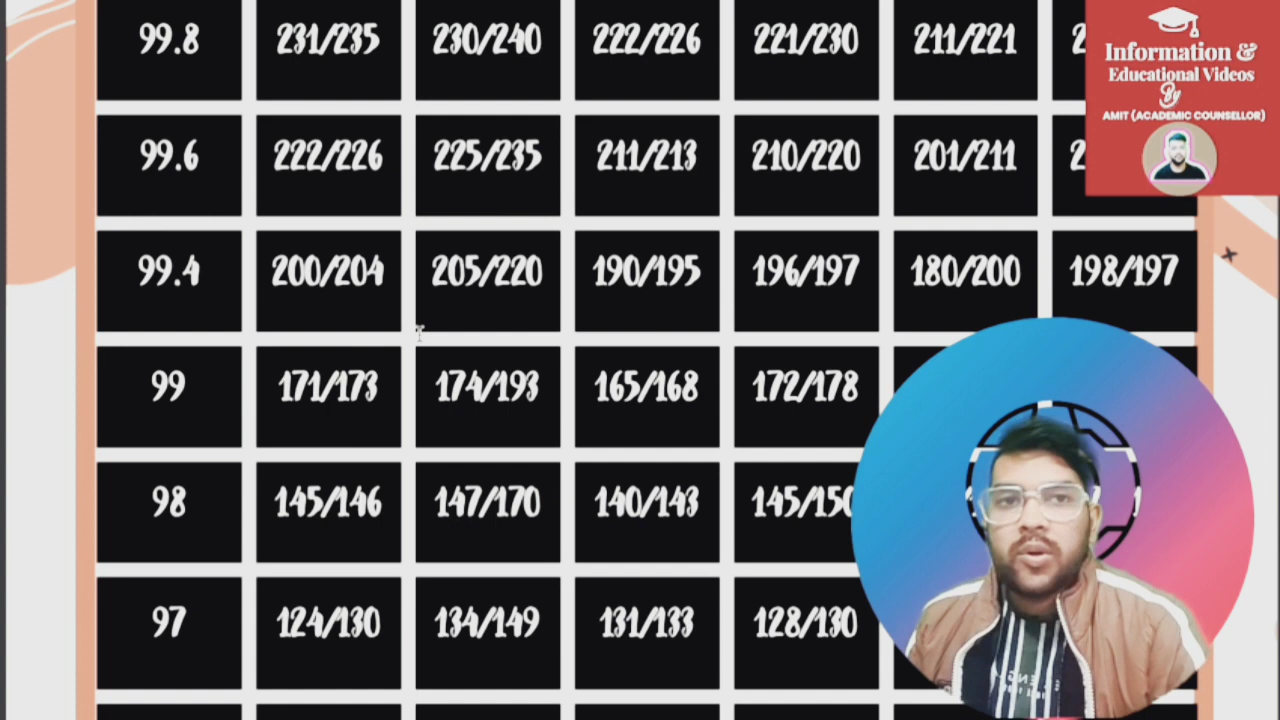 99.8 231/235 230/240 222/226 221/230 211/221
99.6 222/226 225/235 211/213 210/220 201/211
99.4 200/204 205/220 190/195 196/197 180/200 198/197
99 171/173 174/193 165/168 172/178
98 145/146 147/170 140/143 145/150
97 124/130 134/149 131/133 128/130
Information &
Educational Videos
By
AMIT (ACADEMIC COUNSELLOR)